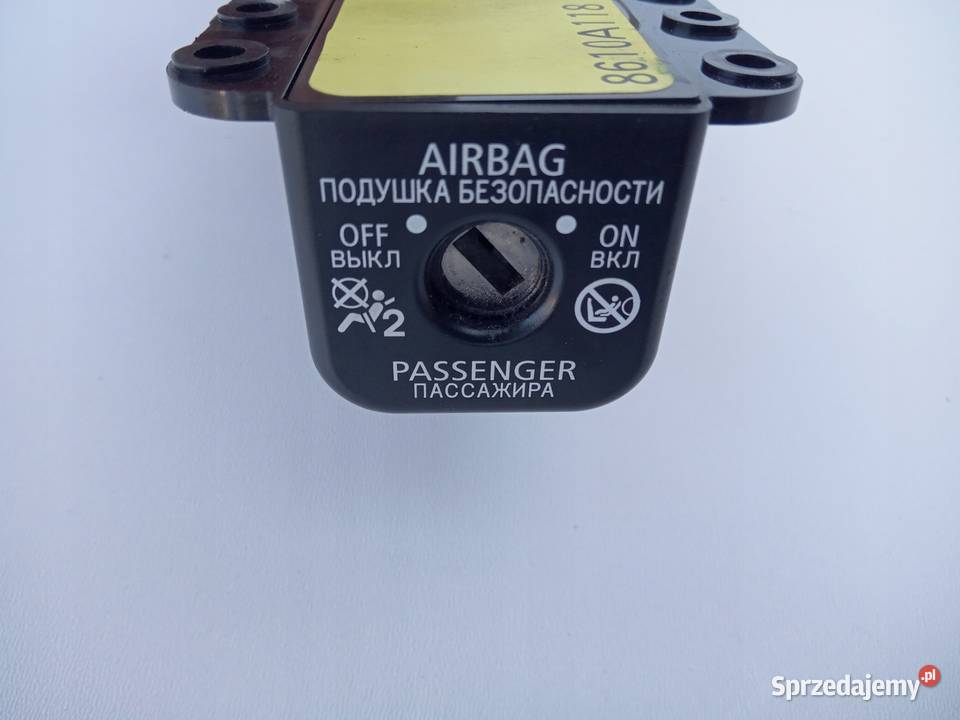 8610A118
AIRBAG
ПОДУШКА БЕЗОПАСНОСТИ
OFF
ВЫКЛ
ON
ВКЛ
2
PASSENGER
ПАССАЖИРА
Sprzedajemy.pl